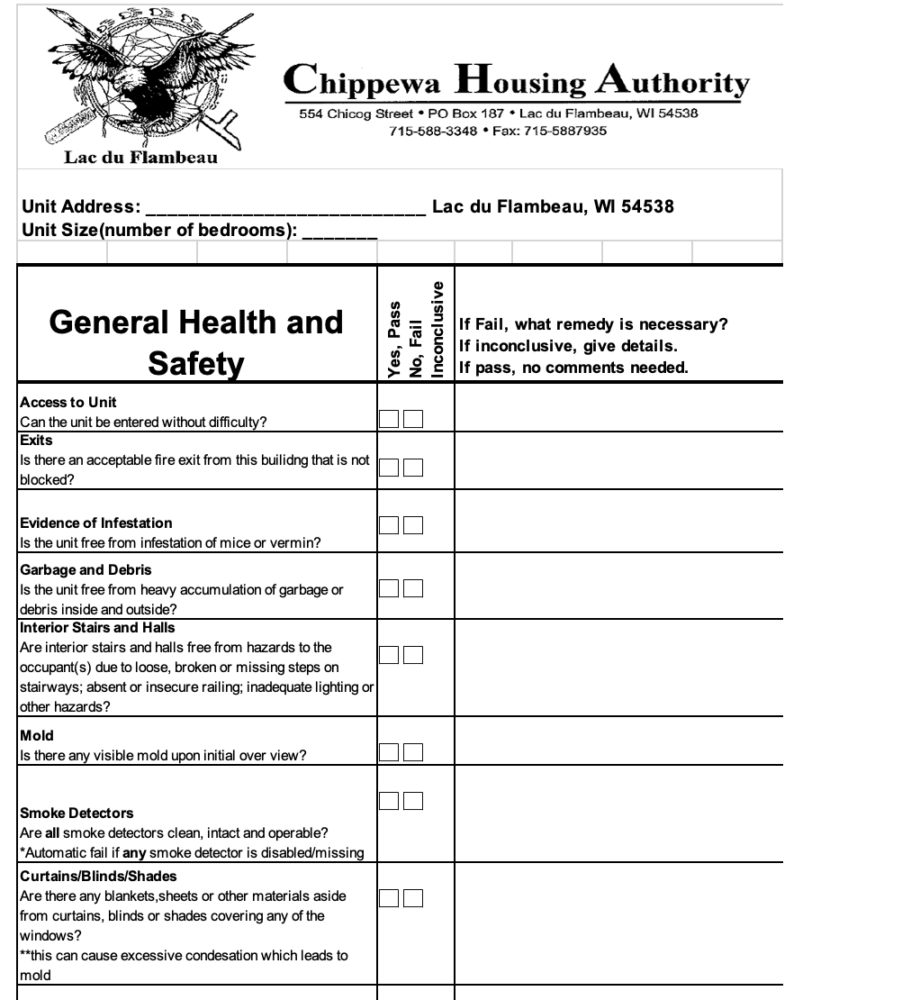 Lac du Flambeau
Chippewa Housing Authority
554 Chicog Street • PO Box 187 • Lac du Flambeau, WI 54538
715-588-3348 • Fax: 715-5887935
Unit Address: __________________________ Lac du Flambeau, WI 54538
Unit Size(number of bedrooms): _______
General Health and
Safety
Yes, Pass
No, Fail
Inconclusive
If Fail, what remedy is necessary?
If inconclusive, give details.
If pass, no comments needed.
Access to Unit
Can the unit be entered without difficulty?
Exits
Is there an acceptable fire exit from this builidng that is not
blocked?
Evidence of Infestation
Is the unit free from infestation of mice or vermin?
Garbage and Debris
Is the unit free from heavy accumulation of garbage or
debris inside and outside?
Interior Stairs and Halls
Are interior stairs and halls free from hazards to the
occupant(s) due to loose, broken or missing steps on
stairways; absent or insecure railing; inadequate lighting or
other hazards?
Mold
Is there any visible mold upon initial over view?
Smoke Detectors
Are all smoke detectors clean, intact and operable?
*Automatic fail if any smoke detector is disabled/missing
Curtains/Blinds/Shades
Are there any blankets,sheets or other materials aside
from curtains, blinds or shades covering any of the
windows?
**this can cause excessive condesation which leads to
mold